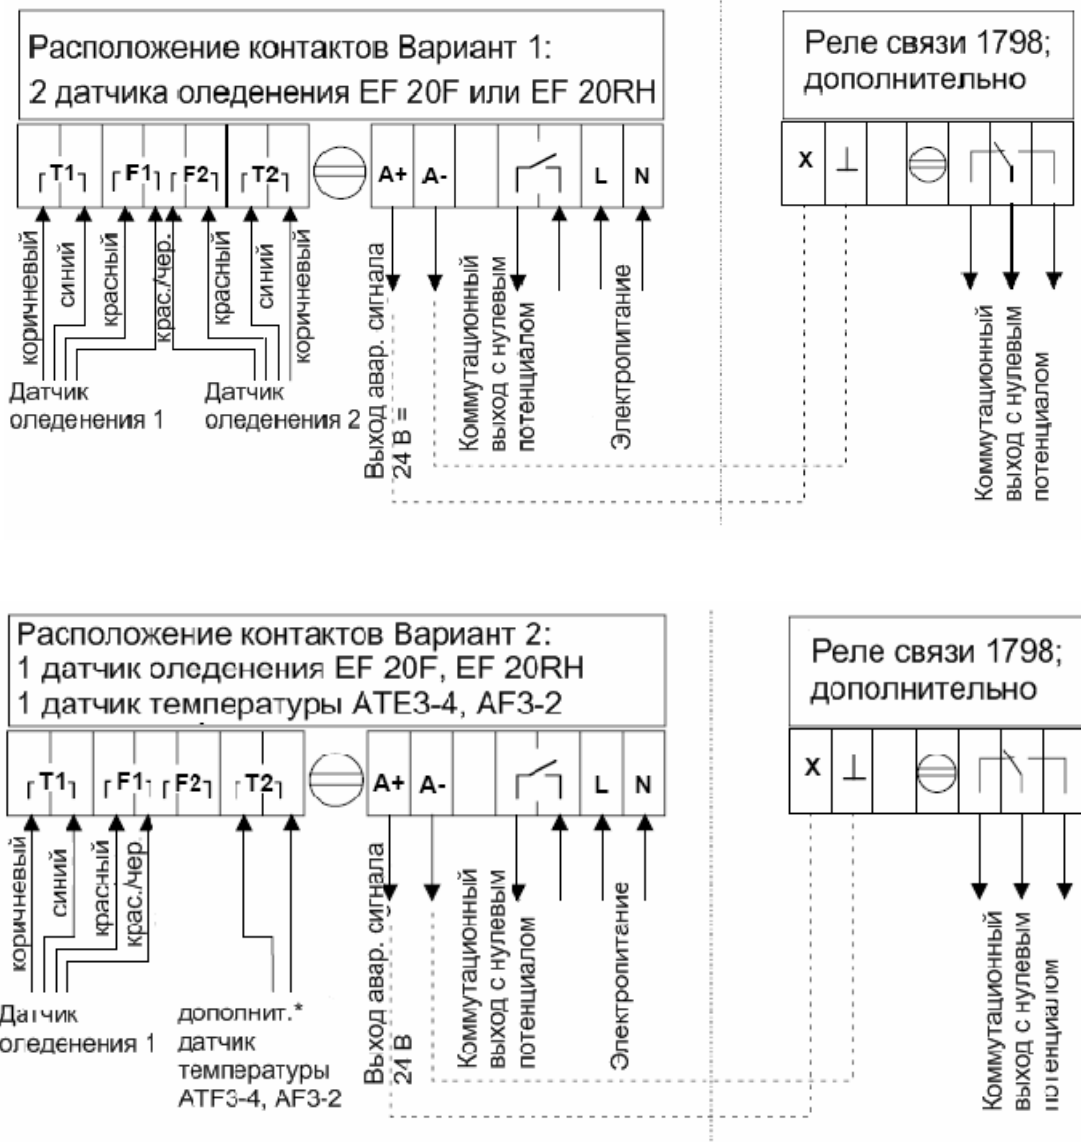 Расположение контактов Вариант 1:
2 датчика оледенения EF 20F или EF 20RH
Реле связи 1798;
дополнительно
T1 F1 F2 T2 A+ A- L N
X ⊥
коричневый
синий
красный
крас./чер.
красный
синий
коричневый
Датчик
оледенения 1
Датчик
оледенения 2
Выход авар. сигнала
24 В =
Коммутационный
выход с нулевым
потенциалом
Электропитание
Коммутационный
выход с нулевым
потенциалом
Расположение контактов Вариант 2:
1 датчик оледенения EF 20F, EF 20RH
1 датчик температуры ATE3-4, AF3-2
Реле связи 1798;
дополнительно
T1 F1 F2 T2 A+ A- L N
X ⊥
коричневый
синий
красный
крас./чер.
Датчик
оледенения 1
дополнит.*
датчик
температуры
ATF3-4, AF3-2
Выход авар. сигнала
24 В
Коммутационный
выход с нулевым
потенциалом
Электропитание
Коммутационный
выход с нулевым
потенциалом